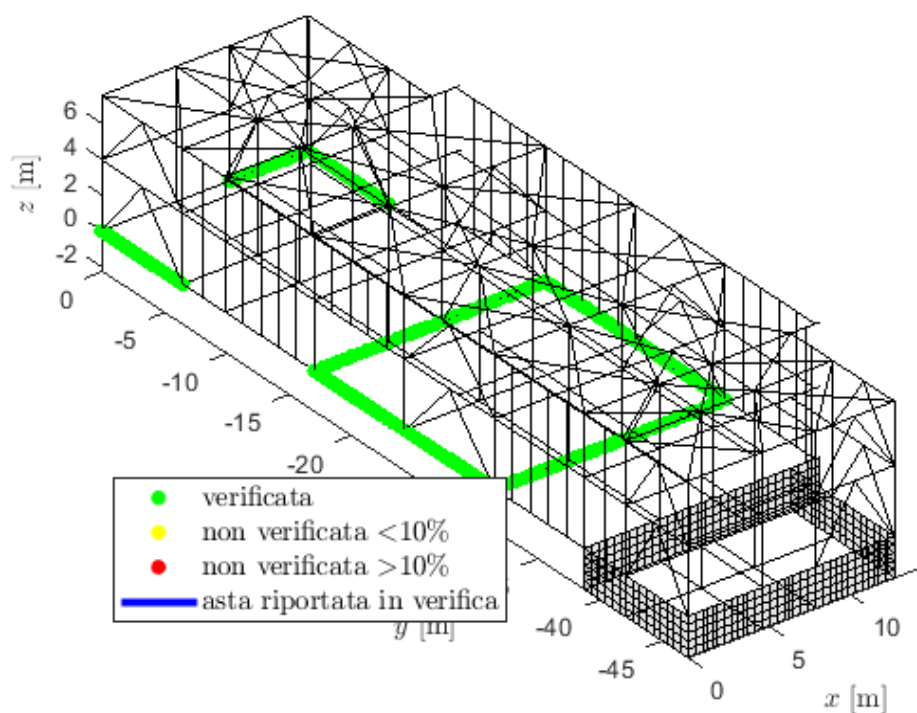 6
4
2
0
-2
z [m]
0
-5
-10
-15
-20
verificata
non verificata <10%
non verificata >10%
asta riportata in verifica
y [m]
-40
-45
0
5
10
x [m]